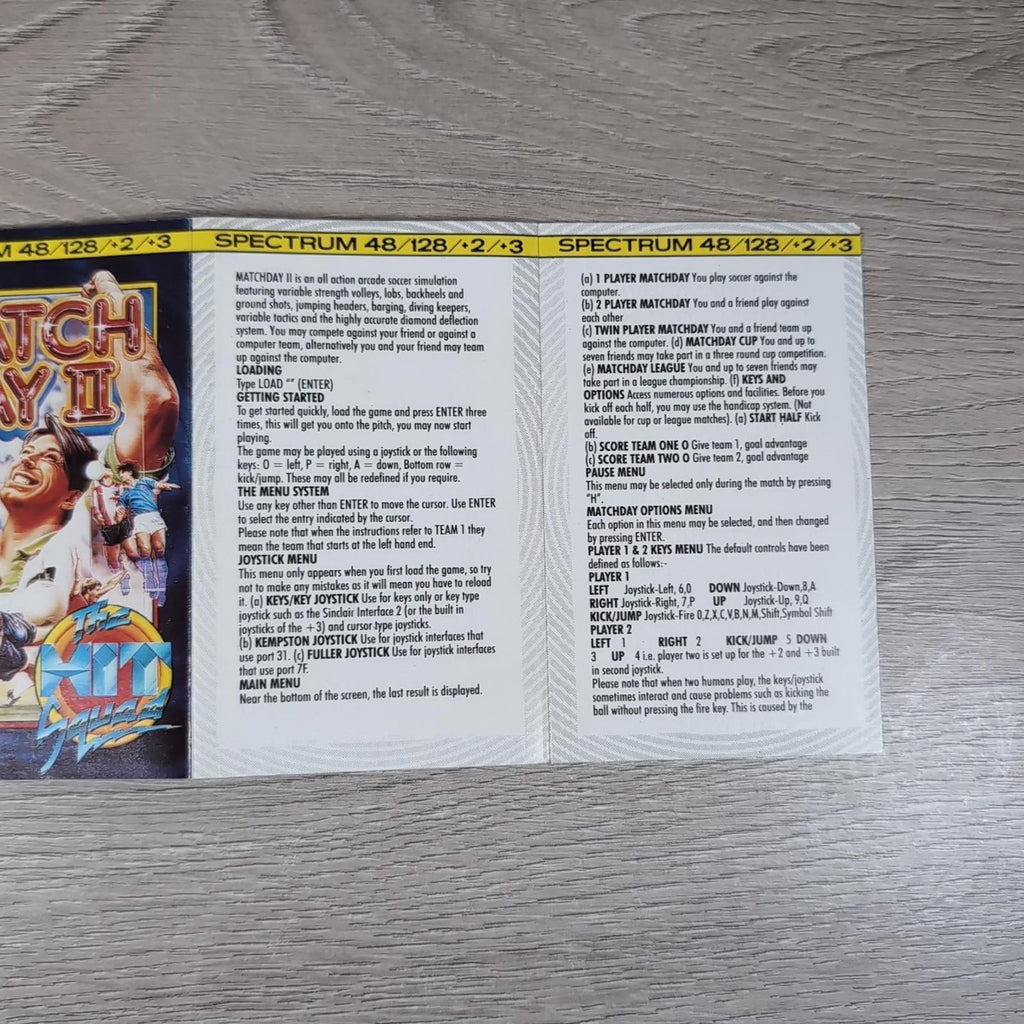 M 48/128/+2/+3
ATCH
AY II
THE
HIT
SQUAD
SPECTRUM 48/128/+2/+3
MATCHDAY II is an all action arcade soccer simulation
featuring variable strength volleys, lobs, backheels and
ground shots, jumping headers, barging, diving keepers,
variable tactics and the highly accurate diamond deflection
system. You may compete against your friend or against a
computer team, alternatively you and your friend may team
up against the computer.
LOADING
Type LOAD "" (ENTER)
GETTING STARTED
To get started quickly, load the game and press ENTER three
times, this will get you onto the pitch, you may now start
playing.
The game may be played using a joystick or the following
keys: O = left, P = right, A = down, Bottom row =
kick/jump. These may all be redefined if you require.
THE MENU SYSTEM
Use any key other than ENTER to move the cursor. Use ENTER
to select the entry indicated by the cursor.
Please note that when the instructions refer to TEAM 1 they
mean the team that starts at the left hand end.
JOYSTICK MENU
This menu only appears when you first load the game, so try
not to make any mistakes as it will mean you have to reload
it. (a) KEYS/KEY JOYSTICK Use for keys only or key type
joystick such as the Sinclair Interface 2 (or the built in
joysticks of the +3) and cursor-type joysticks.
(b) KEMPSTON JOYSTICK Use for joystick interfaces that
use port 31. (c) FULLER JOYSTICK Use for joystick interfaces
that use port 7F.
MAIN MENU
Near the bottom of the screen, the last result is displayed.
SPECTRUM 48/128/+2/+3
(a) 1 PLAYER MATCHDAY You play soccer against the
computer.
(b) 2 PLAYER MATCHDAY You and a friend play against
each other
(c) TWIN PLAYER MATCHDAY You and a friend team up
against the computer. (d) MATCHDAY CUP You and up to
seven friends may take part in a three round cup competition.
(e) MATCHDAY LEAGUE You and up to seven friends may
take part in a league championship. (f) KEYS AND
OPTIONS Access numerous options and facilities. Before you
kick off each half, you may use the handicap system. (Not
available for cup or league matches). (a) START HALF Kick
off.
(b) SCORE TEAM ONE O Give team 1, goal advantage
(c) SCORE TEAM TWO O Give team 2, goal advantage
PAUSE MENU
This menu may be selected only during the match by pressing
"H".
MATCHDAY OPTIONS MENU
Each option in this menu may be selected, and then changed
by pressing ENTER.
PLAYER 1 & 2 KEYS MENU The default controls have been
defined as follows:-
PLAYER 1
LEFT Joystick-Left, 6,O DOWN Joystick-Down,8,A
RIGHT Joystick-Right, 7,P UP Joystick-Up, 9,Q
KICK/JUMP Joystick-Fire 0,Z,X,C,V,B,N,M,Shift,Symbol Shift
PLAYER 2
LEFT 1 RIGHT 2 KICK/JUMP 5 DOWN
3 UP 4 i.e. player two is set up for the +2 and +3 built
in second joystick.
Please note that when two humans play, the keys/joystick
sometimes interact and cause problems such as kicking the
ball without pressing the fire key. This is caused by the